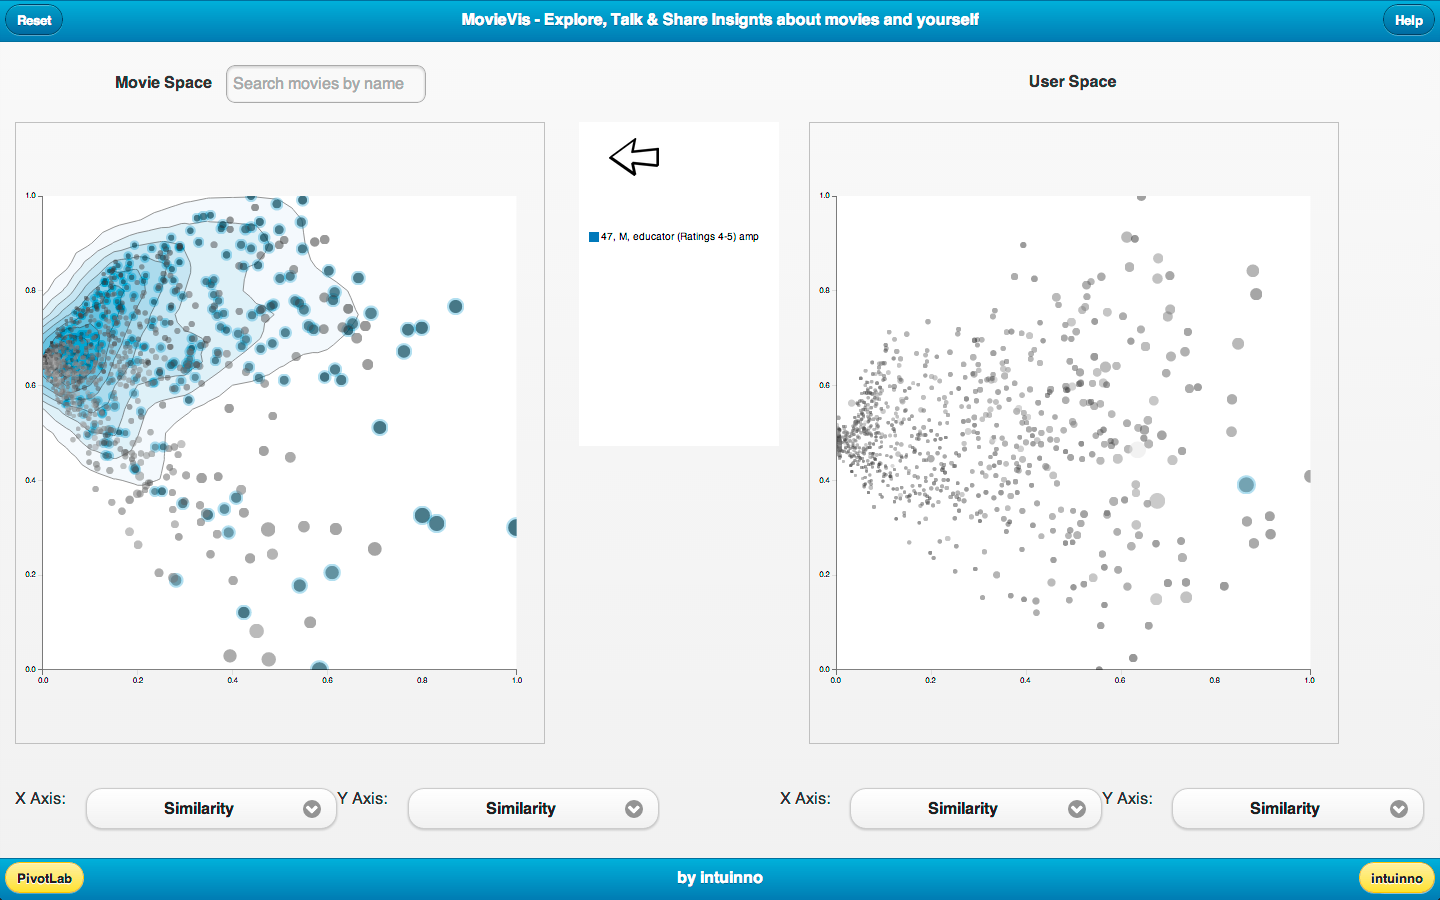 Reset
MovieVis - Explore, Talk & Share Insignts about movies and yourself
Help
Movie Space
Search movies by name
User Space
47, M, educator (Ratings 4-5) amp
1.0
0.8
0.6
0.4
0.2
0.0
0.0 0.2 0.4 0.6 0.8 1.0
1.0
0.8
0.6
0.4
0.2
0.0
0.0 0.2 0.4 0.6 0.8 1.0
X Axis: Similarity Y Axis: Similarity
X Axis: Similarity Y Axis: Similarity
PivotLab
by intuinno
intuinno